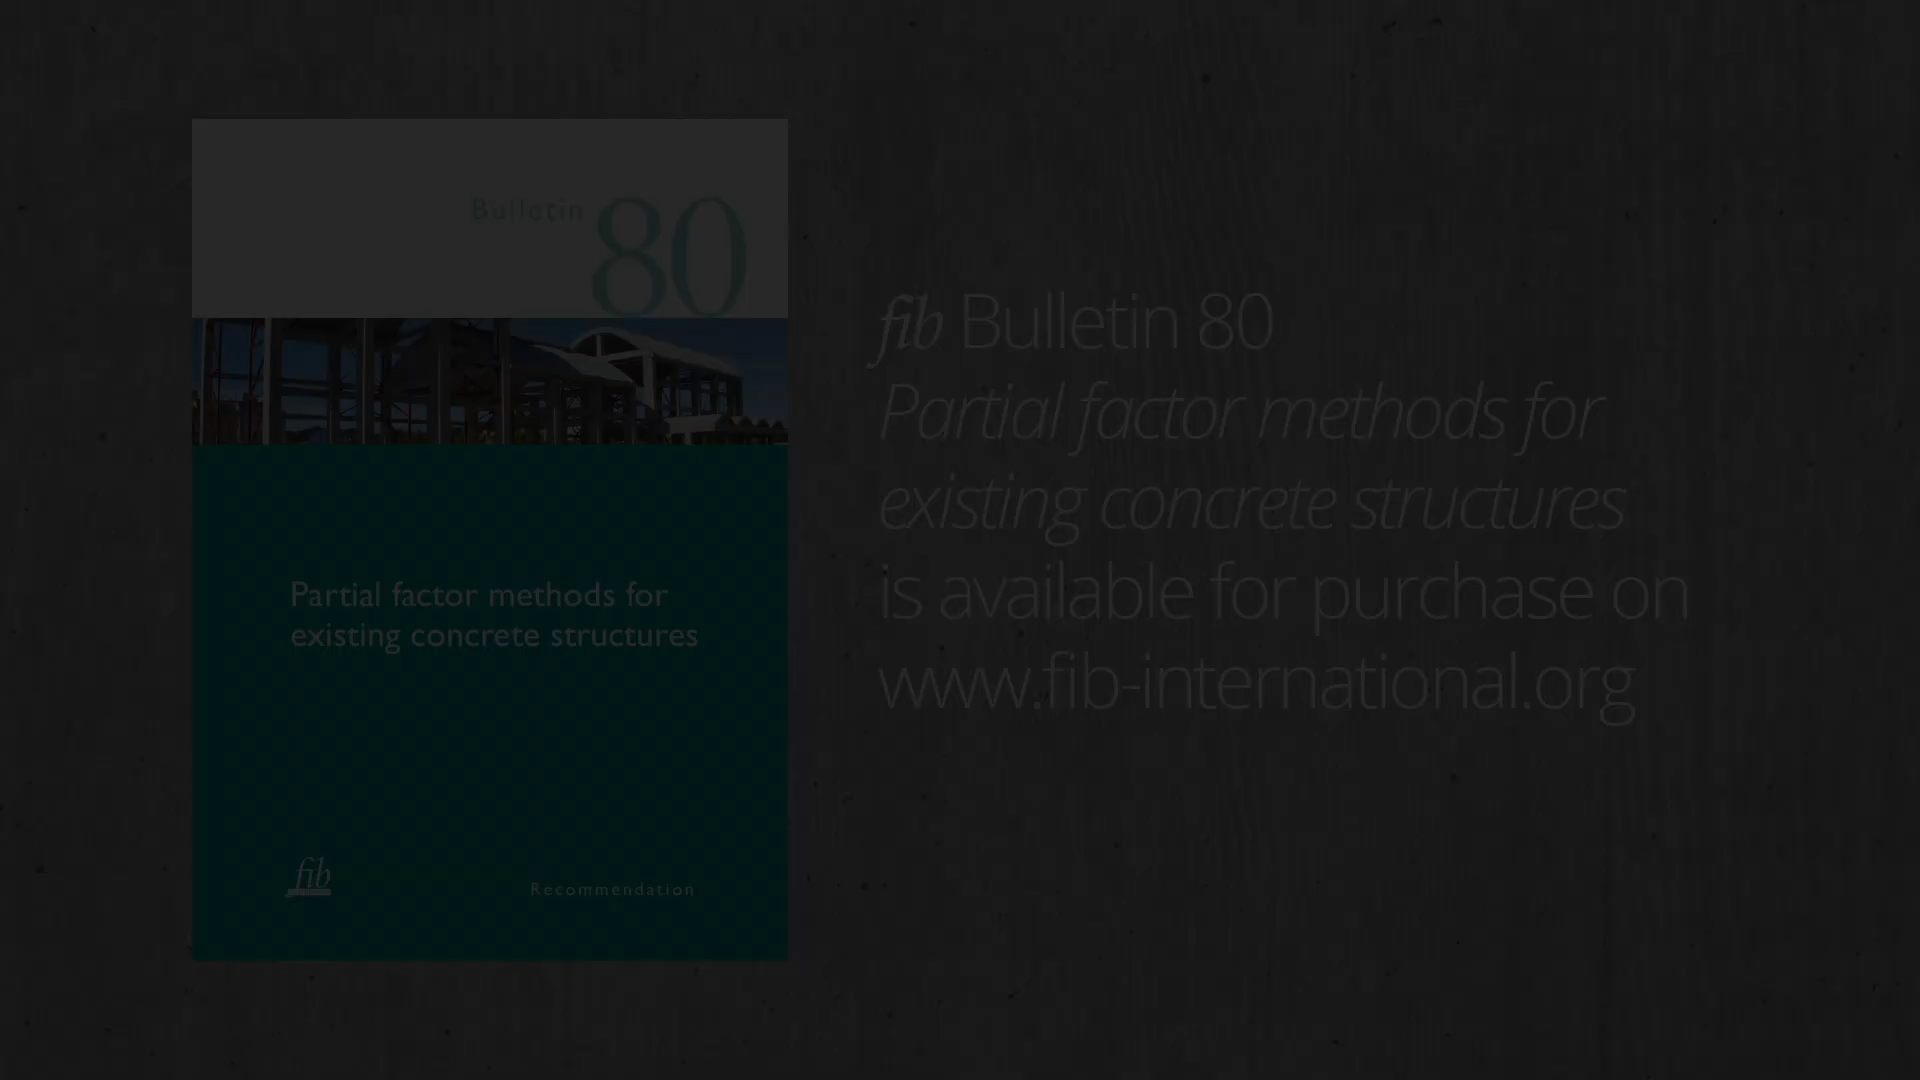 Bulletin 80
Partial factor methods for
existing concrete structures
fib
Recommendation
fib Bulletin 80
Partial factor methods for
existing concrete structures
is available for purchase on
www.fib-international.org